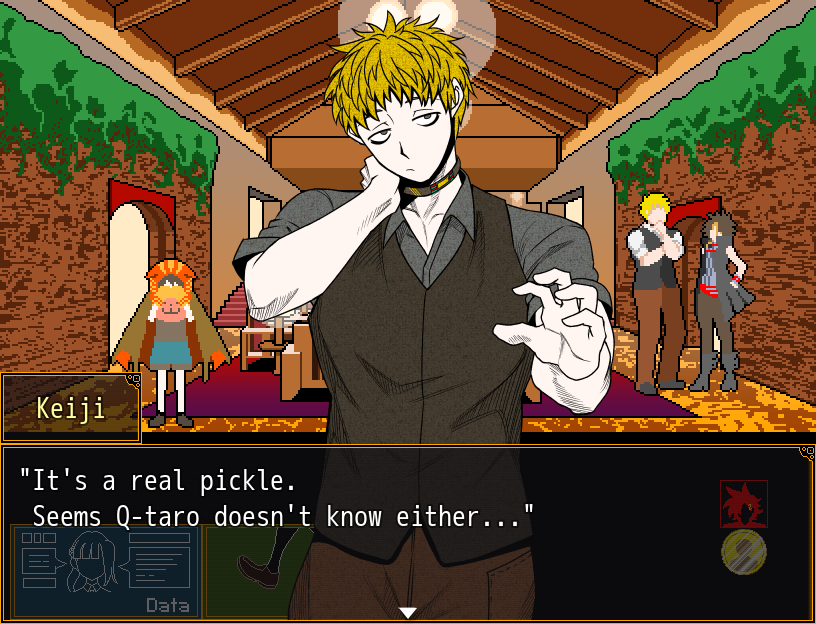 Keiji
"It's a real pickle.
Seems Q-taro doesn't know either..."
Data